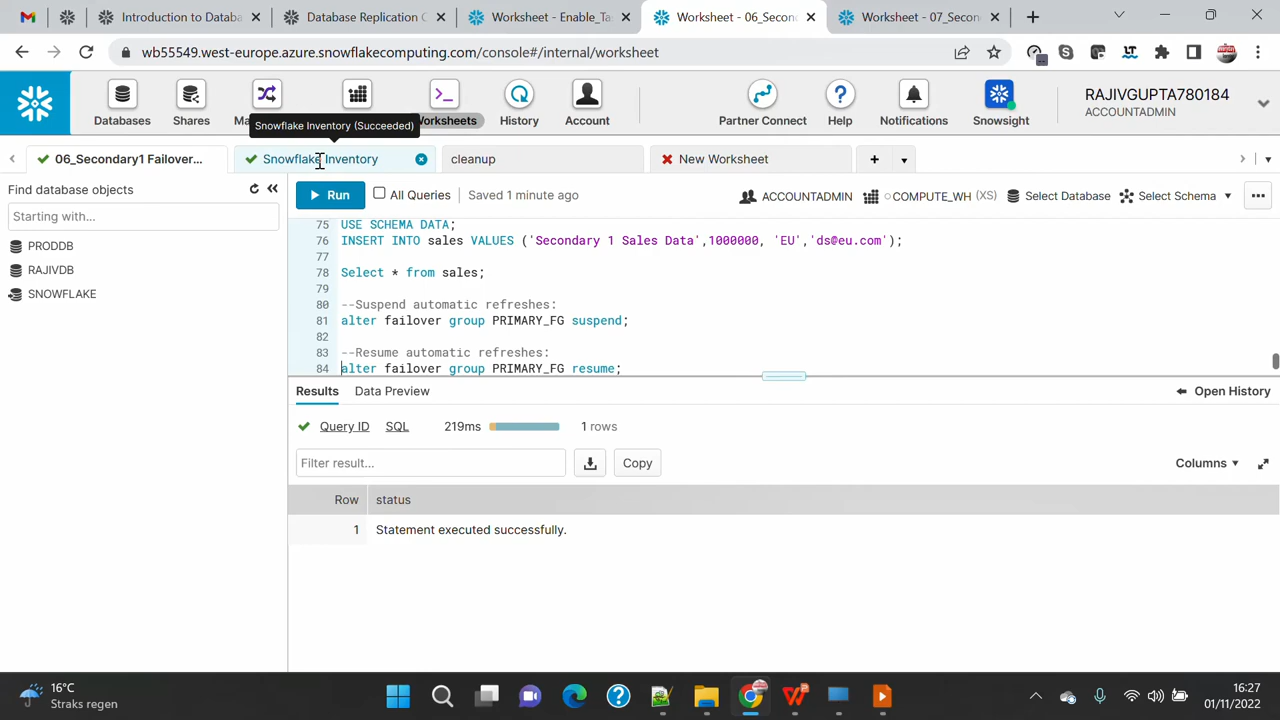 Introduction to Databa
Database Replication C
Worksheet - Enable_Tas
Worksheet - 06_Secon
Worksheet - 07_Secon
wb55549.west-europe.azure.snowflakecomputing.com/console#/internal/worksheet
Databases
Shares
Worksheets
History
Account
Partner Connect
Help
Notifications
Snowsight
RAJIVGUPTA780184
ACCOUNTADMIN
Snowflake Inventory (Succeeded)
06_Secondary1 Failover...
Snowflake Inventory
cleanup
New Worksheet
Find database objects
Run
All Queries
Saved 1 minute ago
ACCOUNTADMIN
COMPUTE_WH (XS)
Select Database
Select Schema
Starting with...
PRODDB
RAJIVDB
SNOWFLAKE
75 USE SCHEMA DATA;
76 INSERT INTO sales VALUES ('Secondary 1 Sales Data',1000000, 'EU','ds@eu.com');
77
78 Select * from sales;
79
80 --Suspend automatic refreshes:
81 alter failover group PRIMARY_FG suspend;
82
83 --Resume automatic refreshes:
84 alter failover group PRIMARY_FG resume;
Results
Data Preview
Open History
Query ID
SQL
219ms
1 rows
Filter result...
Copy
Columns
Row status
1 Statement executed successfully.
16°C
Straks regen
16:27
01/11/2022